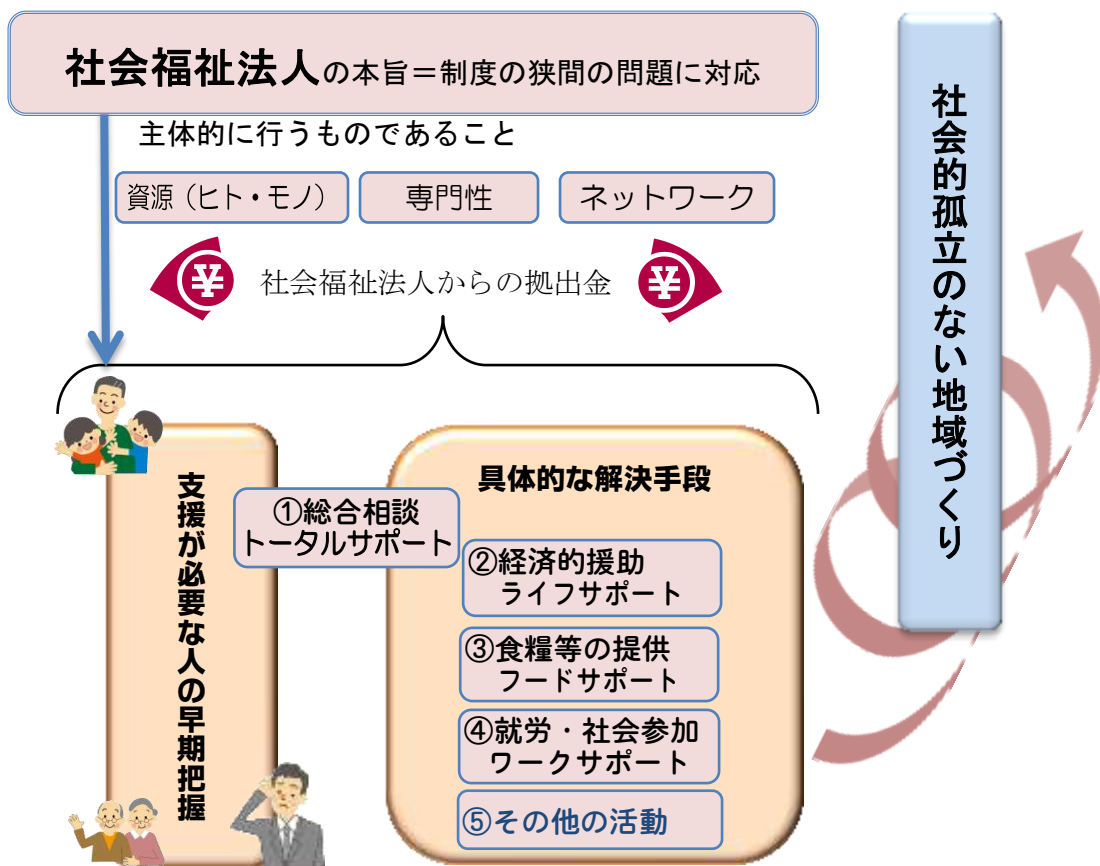 社会福祉法人の本旨＝制度の狭間の問題に対応
主体的に行うものであること
資源（ヒト・モノ）
専門性
ネットワーク
¥
社会福祉法人からの拠出金
¥
支援が必要な人の早期把握
具体的な解決手段
①総合相談
トータルサポート
②経済的援助
ライフサポート
③食糧等の提供
フードサポート
④就労・社会参加
ワークサポート
⑤その他の活動
社会的孤立のない地域づくり